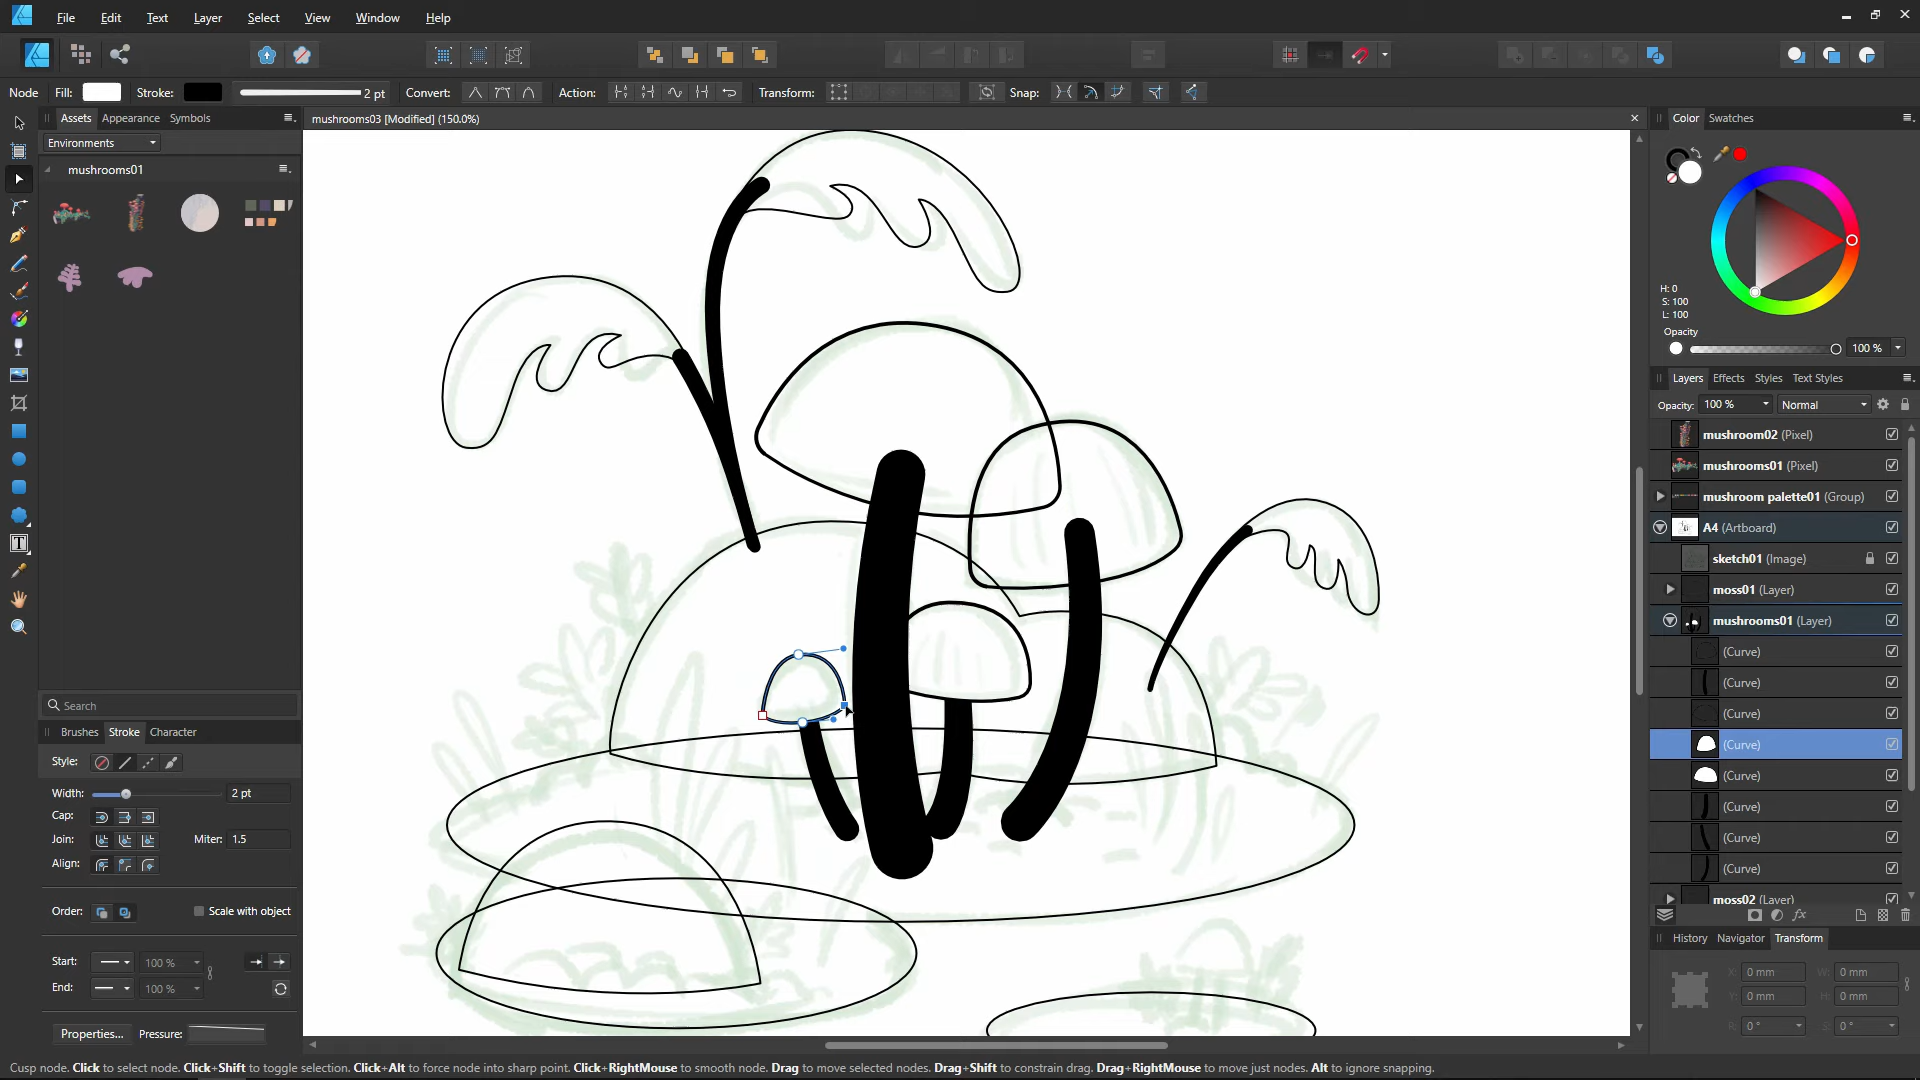 File Edit Text Layer Select View Window Help
Node Fill: Stroke: 2 pt Convert: Action: Transform: Snap:
Assets Appearance Symbols
Environments
mushrooms01
Search
Brushes Stroke Character
Style:
Width: 2 pt
Cap:
Join: Miter: 1.5
Align:
Order: Scale with object
Start: 100 %
End: 100 %
Properties... Pressure:
mushrooms03 [Modified] (150.0%)
Color Swatches
H: 0
S: 100
L: 100
Opacity
100 %
Layers Effects Styles Text Styles
Opacity: 100 % Normal
mushroom02 (Pixel)
mushrooms01 (Pixel)
mushroom palette01 (Group)
A4 (Artboard)
sketch01 (Image)
moss01 (Layer)
mushrooms01 (Layer)
(Curve)
(Curve)
(Curve)
(Curve)
(Curve)
(Curve)
(Curve)
(Curve)
moss02 (Layer)
History Navigator Transform
X: 0 mm W: 0 mm
Y: 0 mm H: 0 mm
R: 0 ° S: 0 °
Cusp node. Click to select node. Click+Shift to toggle selection. Click+Alt to force node into sharp point. Click+RightMouse to smooth node. Drag to move selected nodes. Drag+Shift to constrain drag. Drag+RightMouse to move just nodes. Alt to ignore snapping.